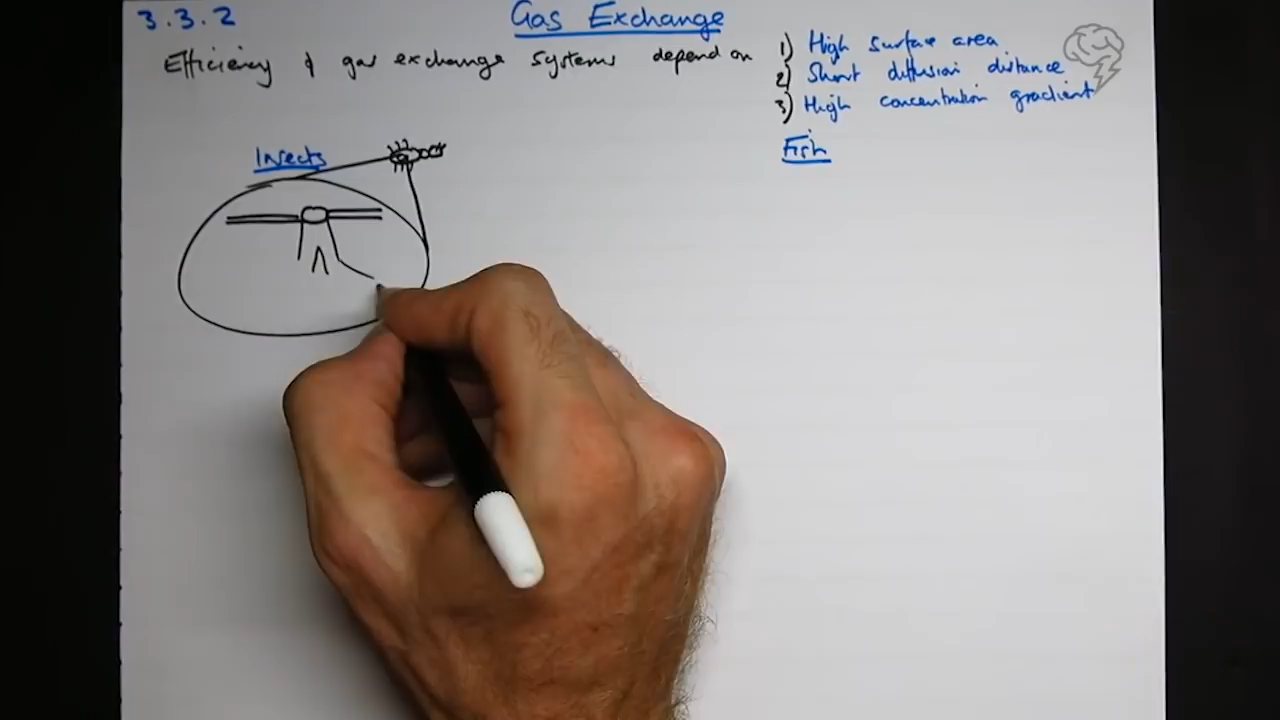 3.3.2
Gas Exchange
Efficiency of gas exchange systems depend on
1) High surface area
2) Short diffusion distance
3) High concentration gradient
Insects
Fish